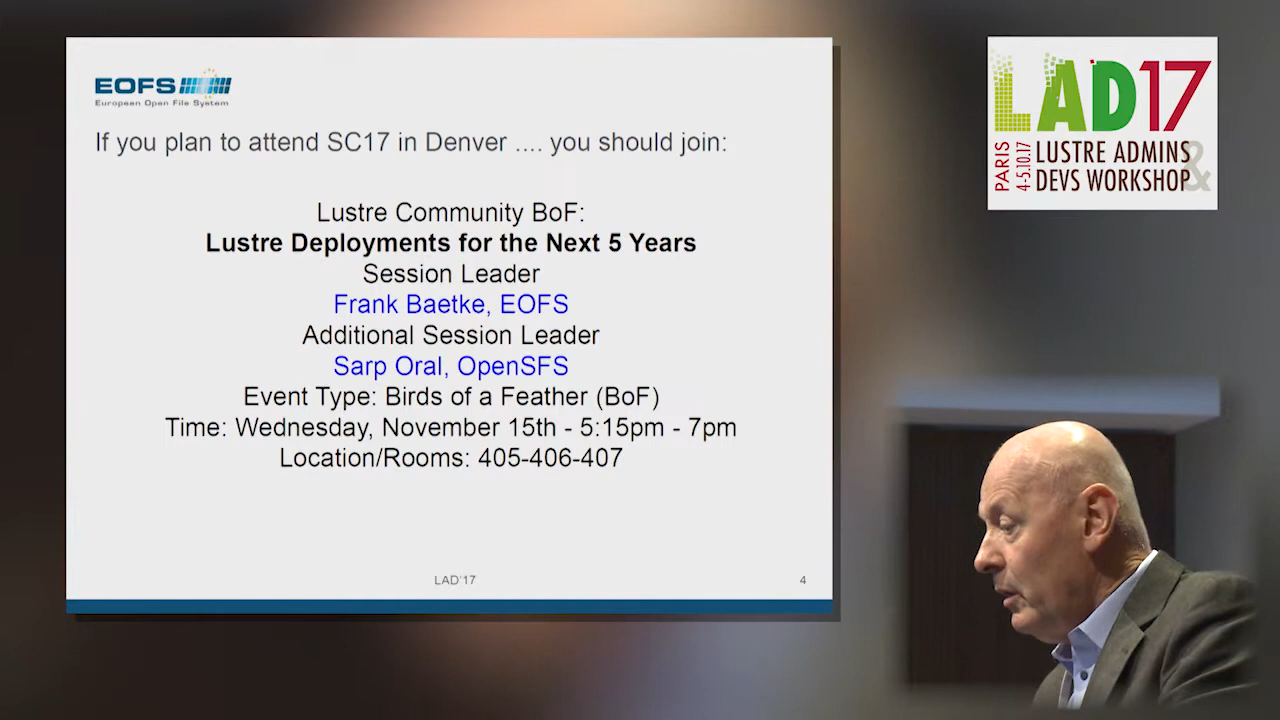 EOFS
European Open File System
If you plan to attend SC17 in Denver .... you should join:
Lustre Community BoF:
Lustre Deployments for the Next 5 Years
Session Leader
Frank Baetke, EOFS
Additional Session Leader
Sarp Oral, OpenSFS
Event Type: Birds of a Feather (BoF)
Time: Wednesday, November 15th - 5:15pm - 7pm
Location/Rooms: 405-406-407
LAD'17
4
LAD17
PARIS
4-5.10.17
LUSTRE ADMINS
&
DEVS WORKSHOP